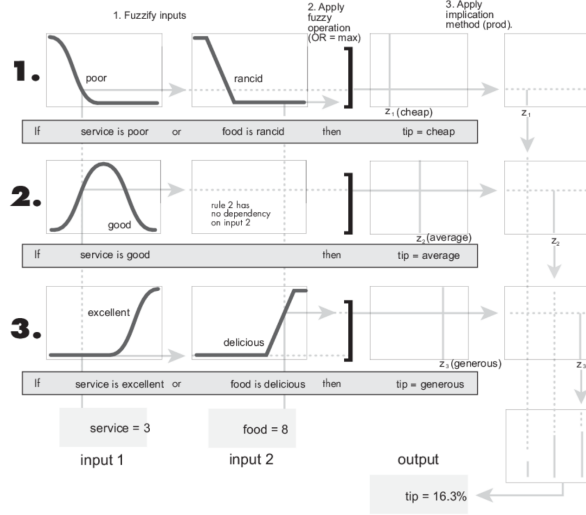 1. Fuzzify inputs
2. Apply
fuzzy
operation
(OR = max)
3. Apply
implication
method (prod).
1.
poor
rancid
z1 (cheap)
z1
If service is poor or food is rancid then tip = cheap
2.
good
rule 2 has
no dependency
on input 2
z2 (average)
z2
If service is good then tip = average
3.
excellent
delicious
z3 (generous)
z3
If service is excellent or food is delicious then tip = generous
service = 3
food = 8
input 1
input 2
output
tip = 16.3%